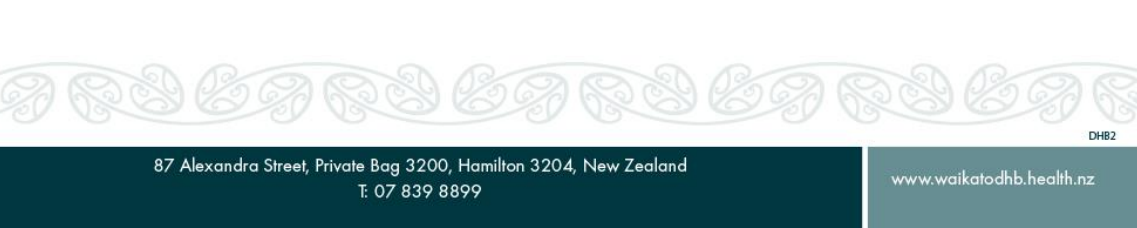 DHB2
87 Alexandra Street, Private Bag 3200, Hamilton 3204, New Zealand
T: 07 839 8899
www.waikatodhb.health.nz